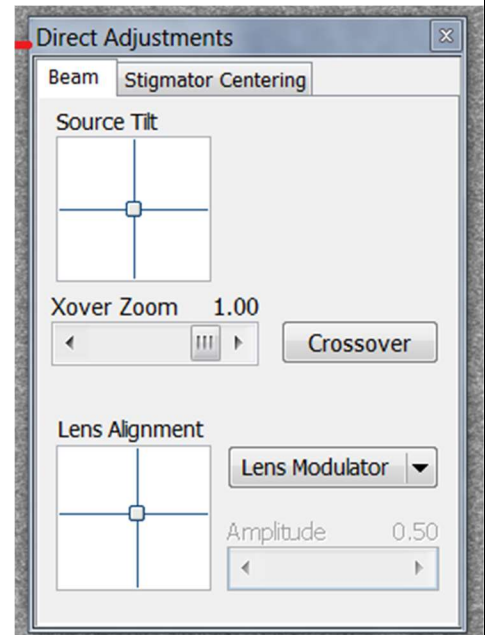 Direct Adjustments
Beam Stigmator Centering
Source Tilt
Xover Zoom 1.00
Crossover
Lens Alignment
Lens Modulator
Amplitude 0.50